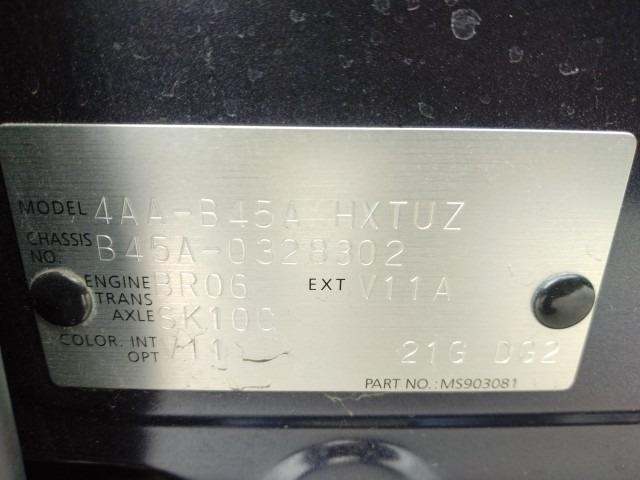 MODEL 4AA-B45A-HXTUZ
CHASSIS NO. B45A-0328302
ENGINE BR06 EXT V11A
TRANS AXLE SK10C
COLOR. INT V11
OPT 21G DG2
PART NO.: MS903081